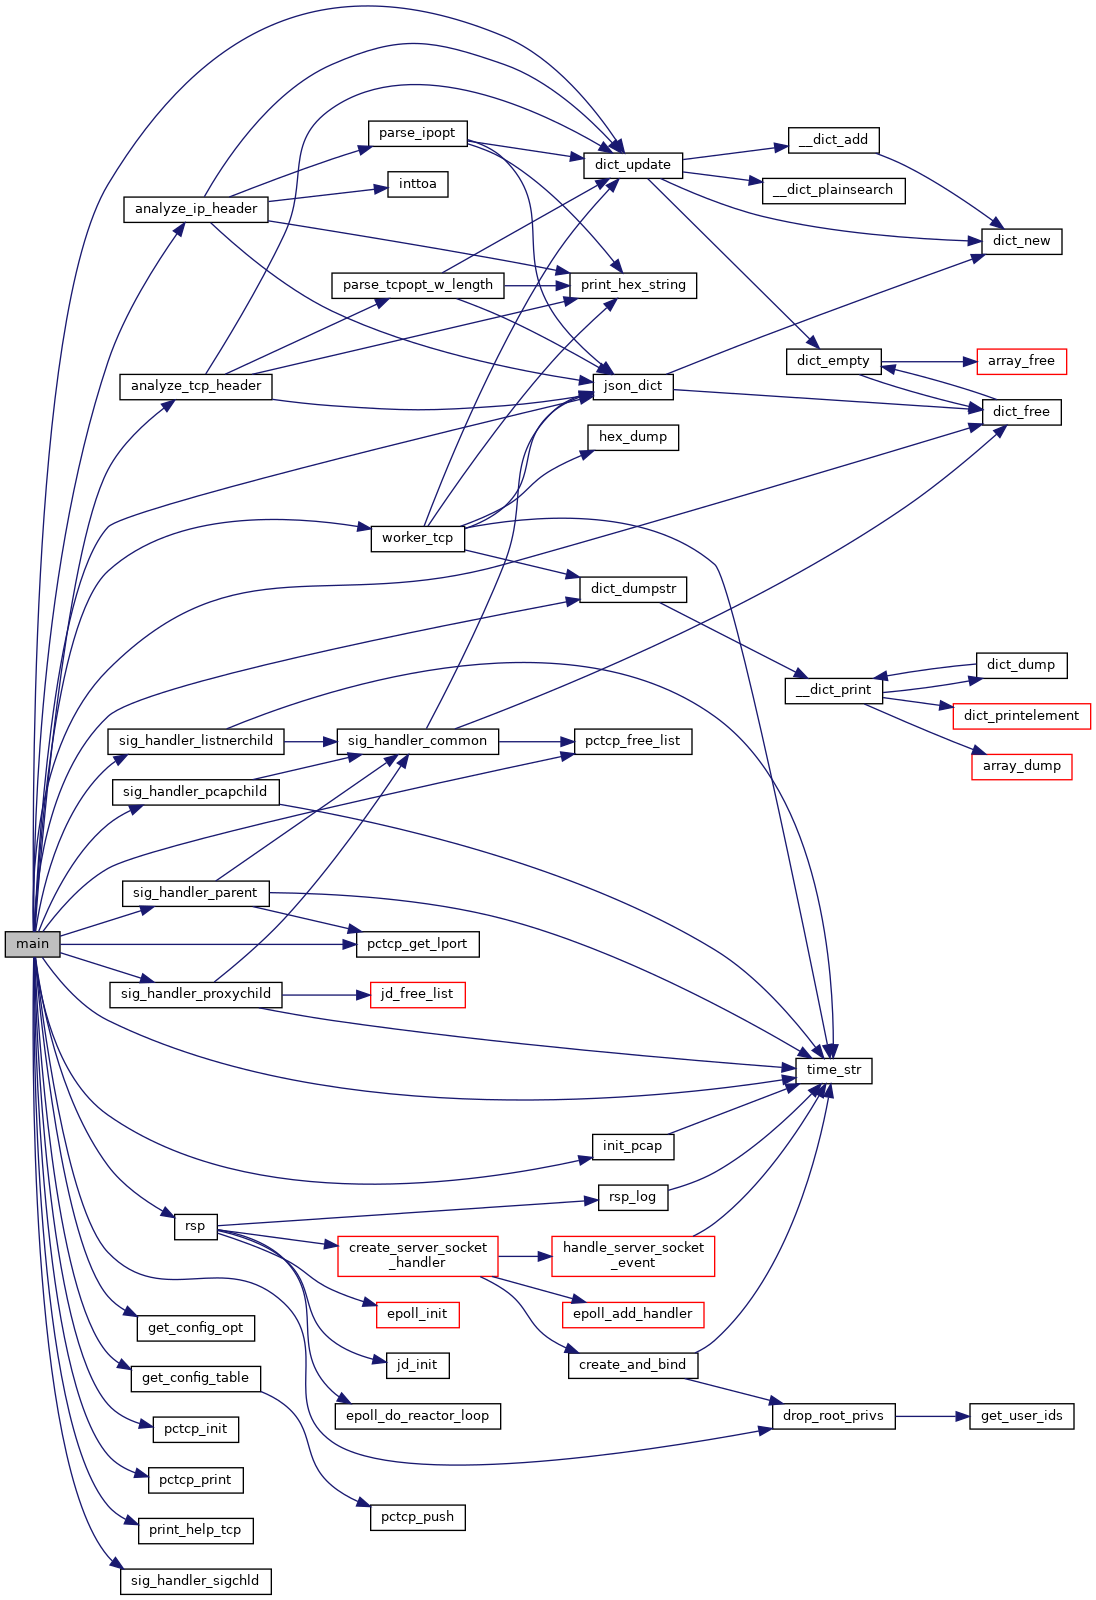 parse_ipopt
__dict_add
dict_update
inttoa
__dict_plainsearch
analyze_ip_header
dict_new
parse_tcpopt_w_length
print_hex_string
dict_empty
array_free
analyze_tcp_header
json_dict
dict_free
hex_dump
worker_tcp
dict_dumpstr
dict_dump
__dict_print
dict_printelement
sig_handler_listnerchild
sig_handler_common
pctcp_free_list
array_dump
sig_handler_pcapchild
sig_handler_parent
main
pctcp_get_lport
sig_handler_proxychild
jd_free_list
time_str
init_pcap
rsp_log
rsp
create_server_socket
_handler
handle_server_socket
_event
epoll_init
epoll_add_handler
get_config_opt
jd_init
create_and_bind
get_config_table
epoll_do_reactor_loop
drop_root_privs
get_user_ids
pctcp_init
pctcp_print
pctcp_push
print_help_tcp
sig_handler_sigchld